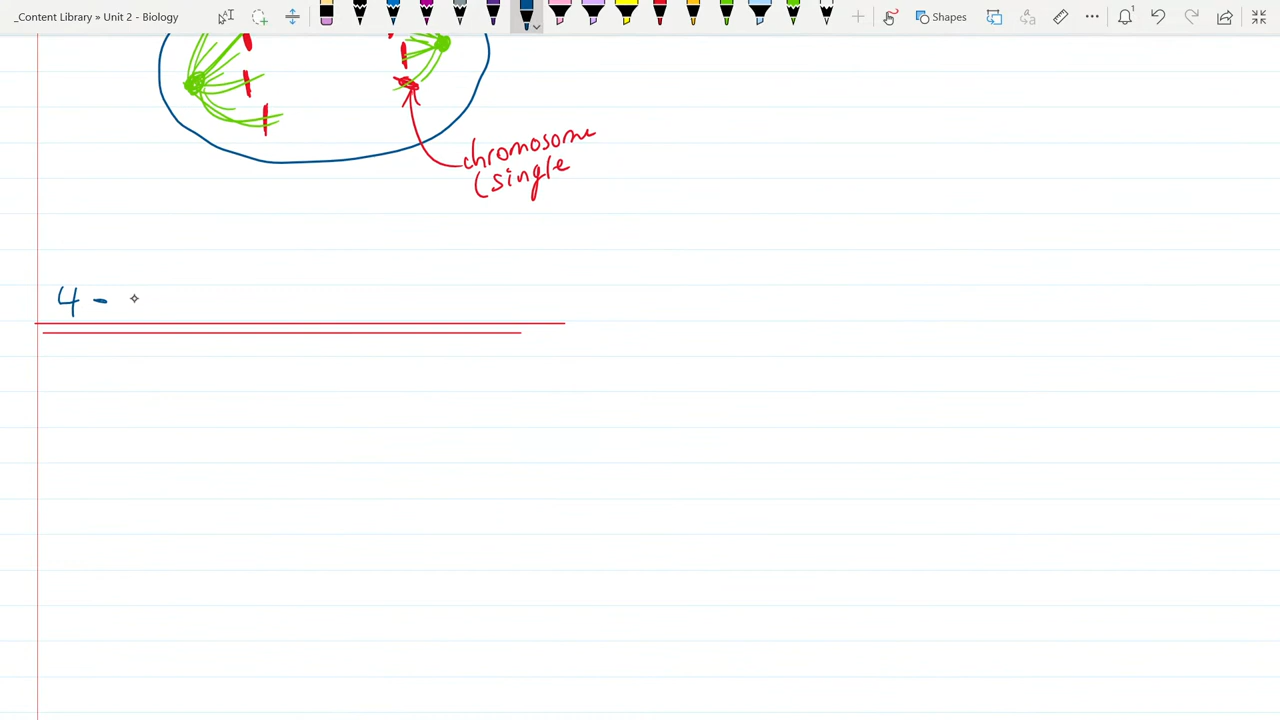 _Content Library » Unit 2 - Biology
Shapes
chromosome
(single
4 -